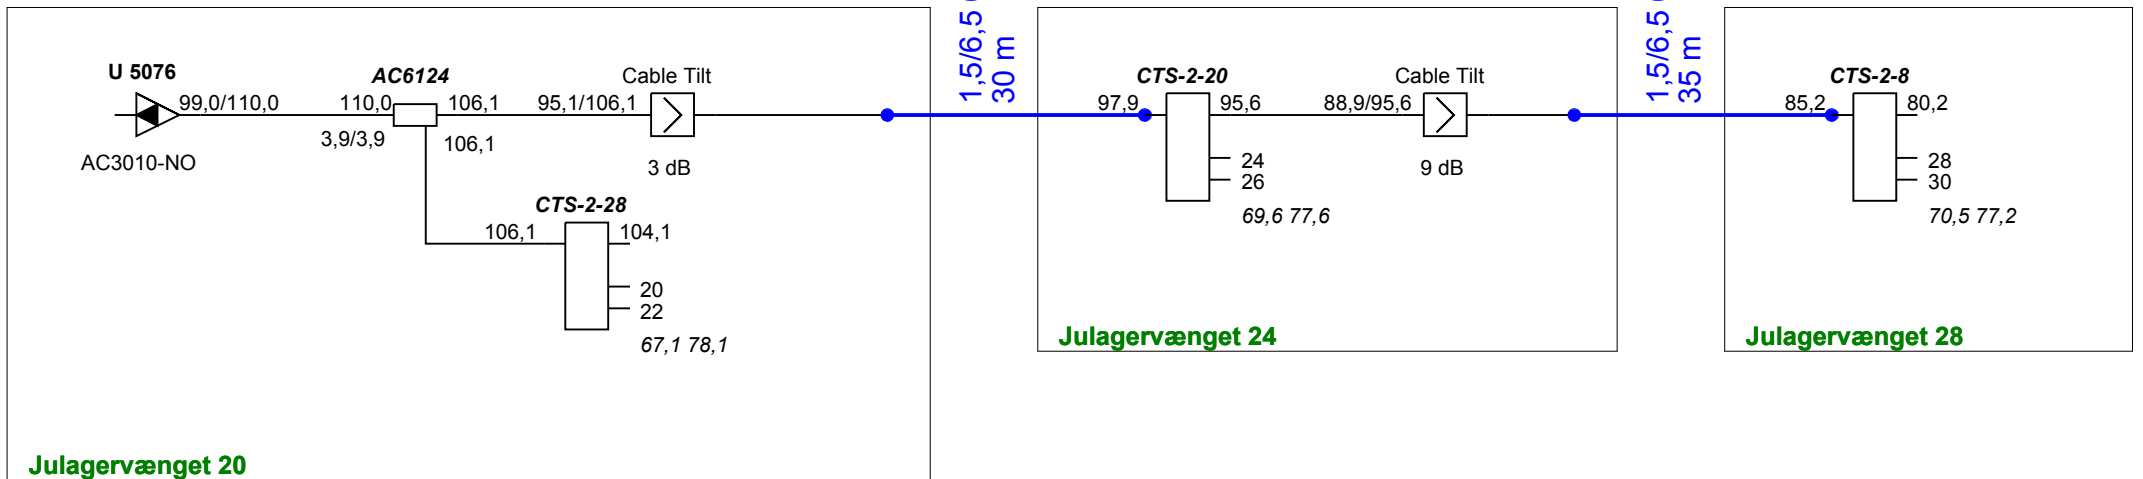 U 5076
99,0/110,0
AC3010-NO
AC6124
110,0
106,1
3,9/3,9
106,1
Cable Tilt
95,1/106,1
3 dB
CTS-2-28
106,1
104,1
20
22
67,1 78,1
Julagervænget 20
1,5/6,5
30 m
CTS-2-20
97,9
95,6
24
26
69,6 77,6
Cable Tilt
88,9/95,6
9 dB
Julagervænget 24
1,5/6,5
35 m
CTS-2-8
85,2
80,2
28
30
70,5 77,2
Julagervænget 28